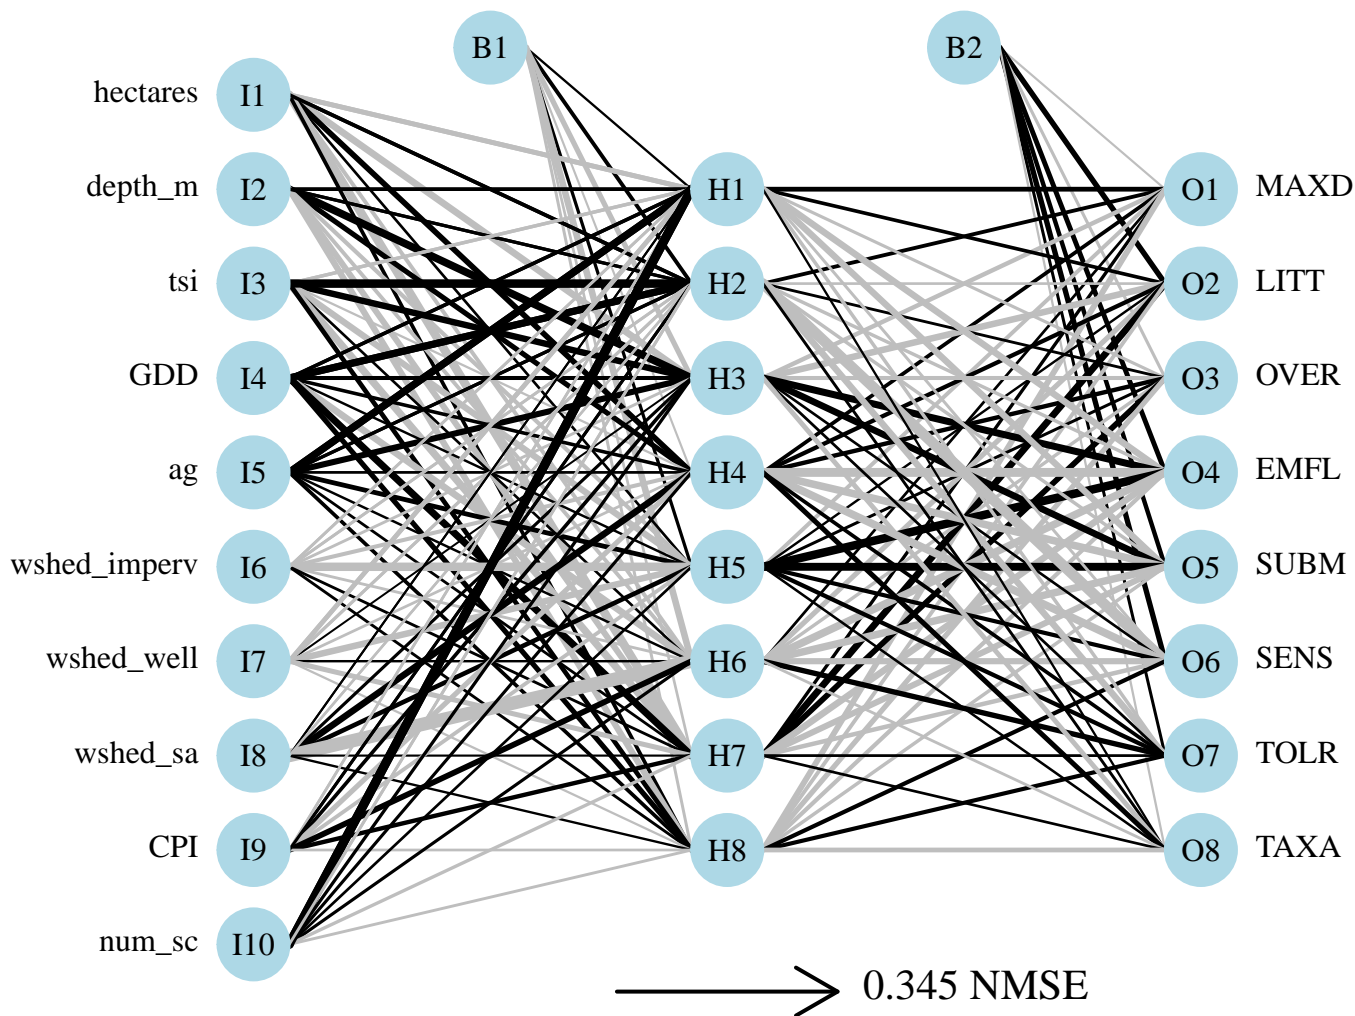 B1
B2
hectares I1
depth_m I2 H1 O1 MAXD
tsi I3 H2 O2 LITT
GDD I4 H3 O3 OVER
ag I5 H4 O4 EMFL
wshed_imperv I6 H5 O5 SUBM
wshed_well I7 H6 O6 SENS
wshed_sa I8 H7 O7 TOLR
CPI I9 H8 O8 TAXA
num_sc I10
0.345 NMSE